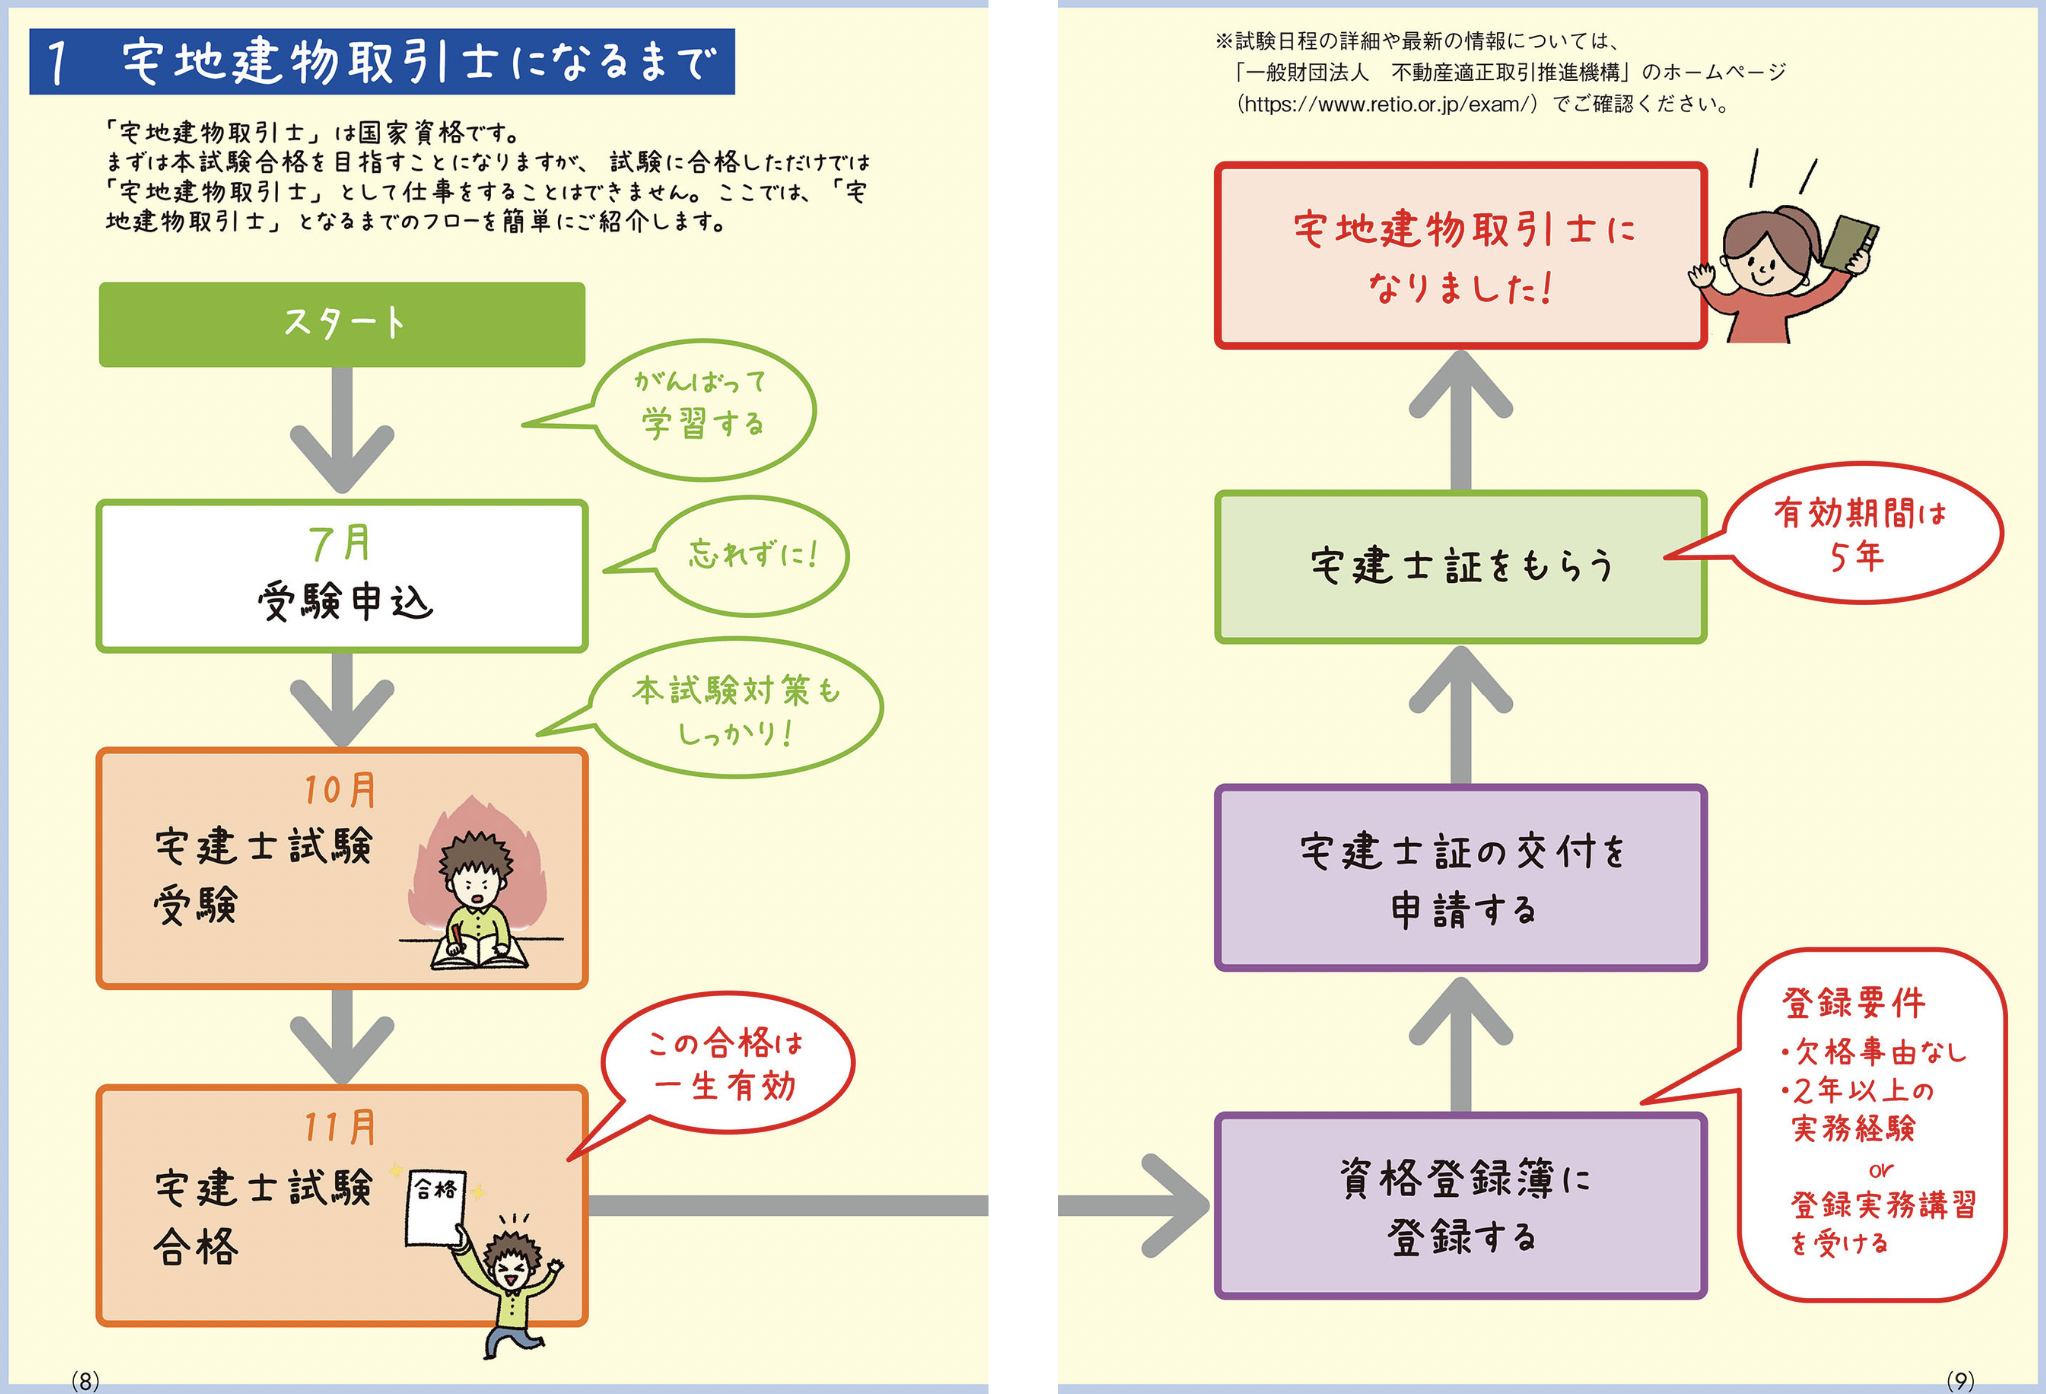 1 宅地建物取引士になるまで
「宅地建物取引士」は国家資格です。
まずは本試験合格を目指すことになりますが、試験に合格しただけでは
「宅地建物取引士」として仕事をすることはできません。ここでは、「宅
地建物取引士」となるまでのフローを簡単にご紹介します。
スタート
がんばって
学習する
7月
受験申込
忘れずに!
本試験対策も
しっかり!
10月
宅建士試験
受験
この合格は
一生有効
11月
宅建士試験
合格
合格
(8)
※試験日程の詳細や最新の情報については、
「一般財団法人 不動産適正取引推進機構」のホームページ
(https://www.retio.or.jp/exam/)でご確認ください。
宅地建物取引士に
なりました!
有効期間は
5年
宅建士証をもらう
宅建士証の交付を
申請する
登録要件
・欠格事由なし
・2年以上の
実務経験
or
登録実務講習
を受ける
資格登録簿に
登録する
(9)